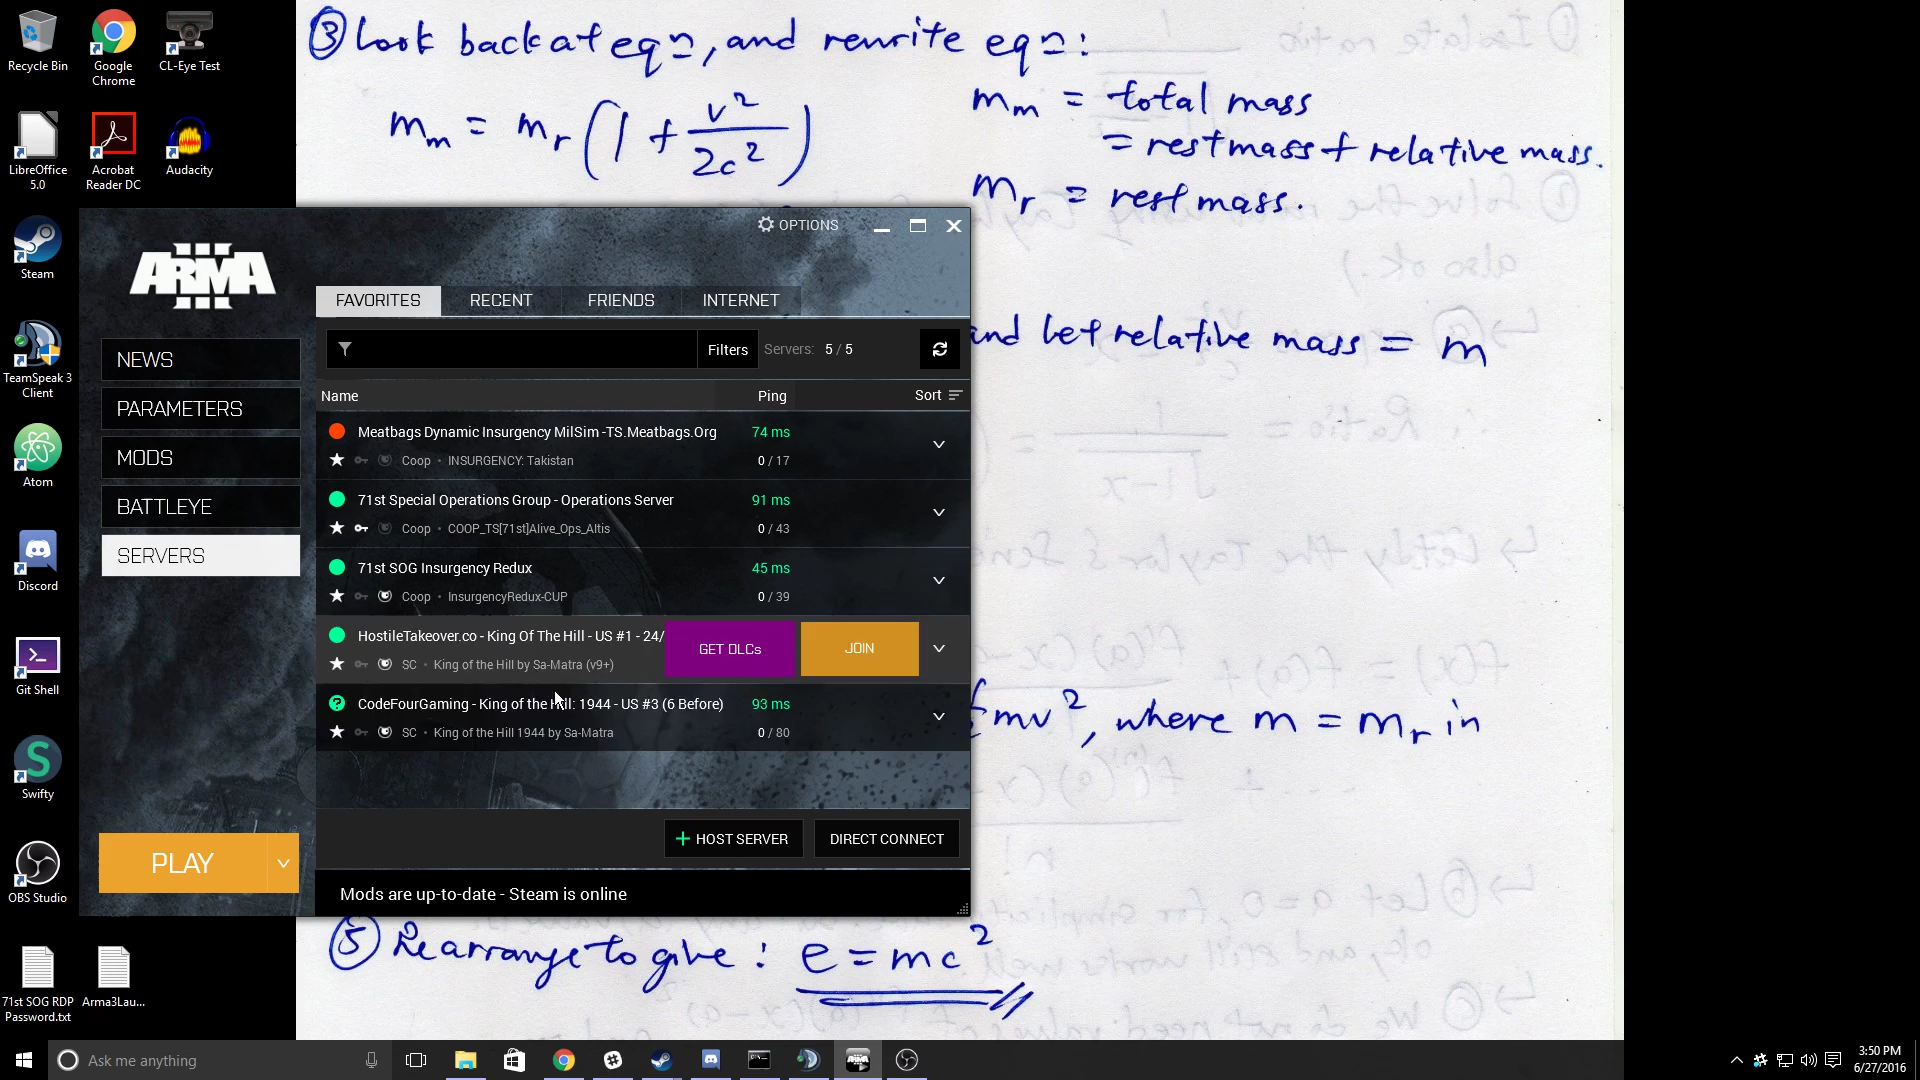 Recycle Bin
Google Chrome
CL-Eye Test
LibreOffice 5.0
Acrobat Reader DC
Audacity
Steam
TeamSpeak 3 Client
Atom
Discord
Git Shell
Swifty
OBS Studio
71st SOG RDP Password.txt
Arma3Lau...
③ Look back at eqn, and rewrite eqn:
m_m = m_r (1 + v²/2c²)
m_m = total mass
= rest mass + relative mass.
m_r = rest mass.
and let relative mass = m
mv², where m = m_r in
⑤ Rearrange to give: e = mc²
ARMA III
OPTIONS
NEWS
PARAMETERS
MODS
BATTLEYE
SERVERS
PLAY
FAVORITES RECENT FRIENDS INTERNET
Filters Servers: 5 / 5
Name Ping Sort
Meatbags Dynamic Insurgency MilSim -TS.Meatbags.Org 74 ms
Coop • INSURGENCY: Takistan 0 / 17
71st Special Operations Group - Operations Server 91 ms
Coop • COOP_TS[71st]Alive_Ops_Altis 0 / 43
71st SOG Insurgency Redux 45 ms
Coop • InsurgencyRedux-CUP 0 / 39
HostileTakeover.co - King Of The Hill - US #1 - 24/
SC • King of the Hill by Sa-Matra (v9+)
GET DLCs JOIN
CodeFourGaming - King of the Hill: 1944 - US #3 (6 Before) 93 ms
SC • King of the Hill 1944 by Sa-Matra 0 / 80
+ HOST SERVER DIRECT CONNECT
Mods are up-to-date - Steam is online
Ask me anything
3:50 PM
6/27/2016